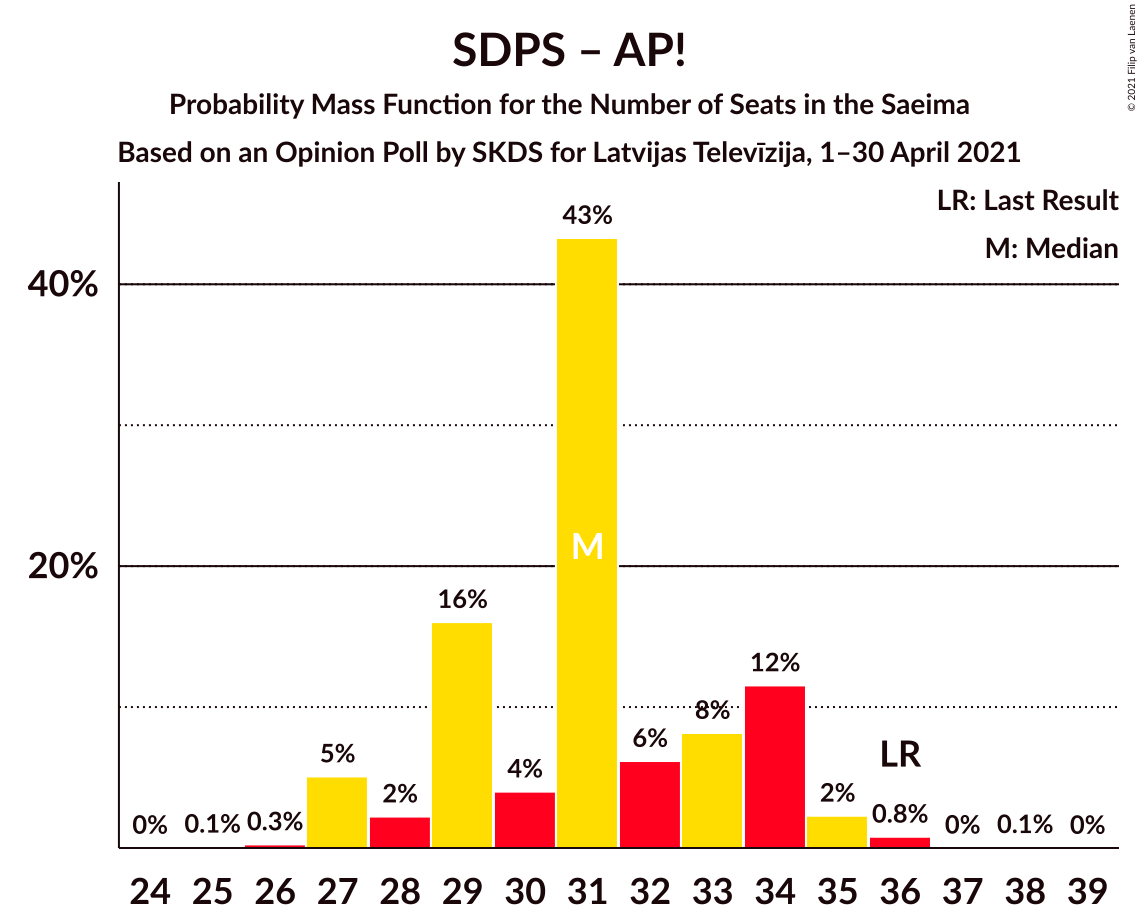 SDPS – AP!
Probability Mass Function for the Number of Seats in the Saeima
Based on an Opinion Poll by SKDS for Latvijas Televīzija, 1–30 April 2021
© 2021 Filip van Laenen
LR: Last Result
M: Median
40%
20%
0%
0.1%
0.3%
5%
2%
16%
4%
43%
M
6%
8%
12%
2%
LR
0.8%
0%
0.1%
0%
24 25 26 27 28 29 30 31 32 33 34 35 36 37 38 39